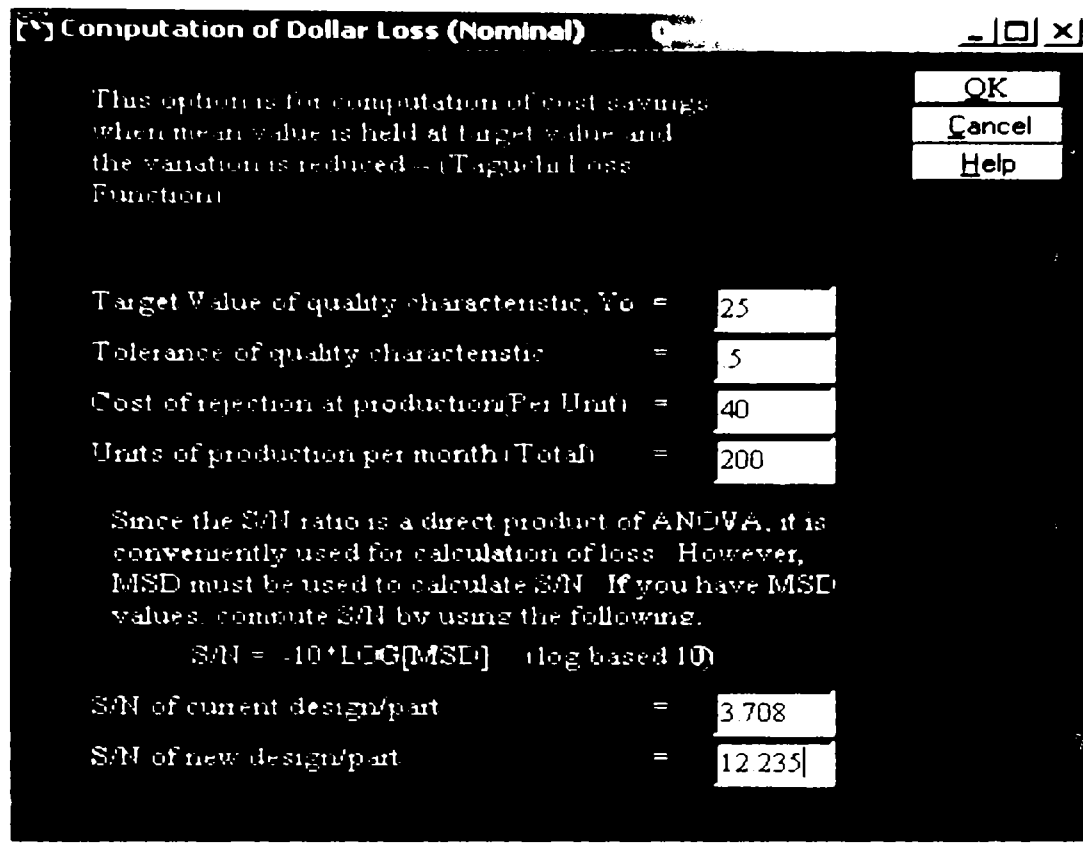 Computation of Dollar Loss (Nominal)
OK
Cancel
Help
This option is for computation of cost savings
when mean value is held at target value and
the variation is reduced -- (Taguchi Loss
Function)
Target Value of quality characteristic, Yo = 25
Tolerance of quality characteristic = .5
Cost of rejection at production(Per Unit) = 40
Units of production per month (Total) = 200
Since the S/N ratio is a direct product of ANOVA, it is
conveniently used for calculation of loss. However,
MSD must be used to calculate S/N. If you have MSD
values, compute S/N by using the following.
S/N = -10*LOG[MSD] (log based 10)
S/N of current design/part = 3.708
S/N of new design/part = 12.235